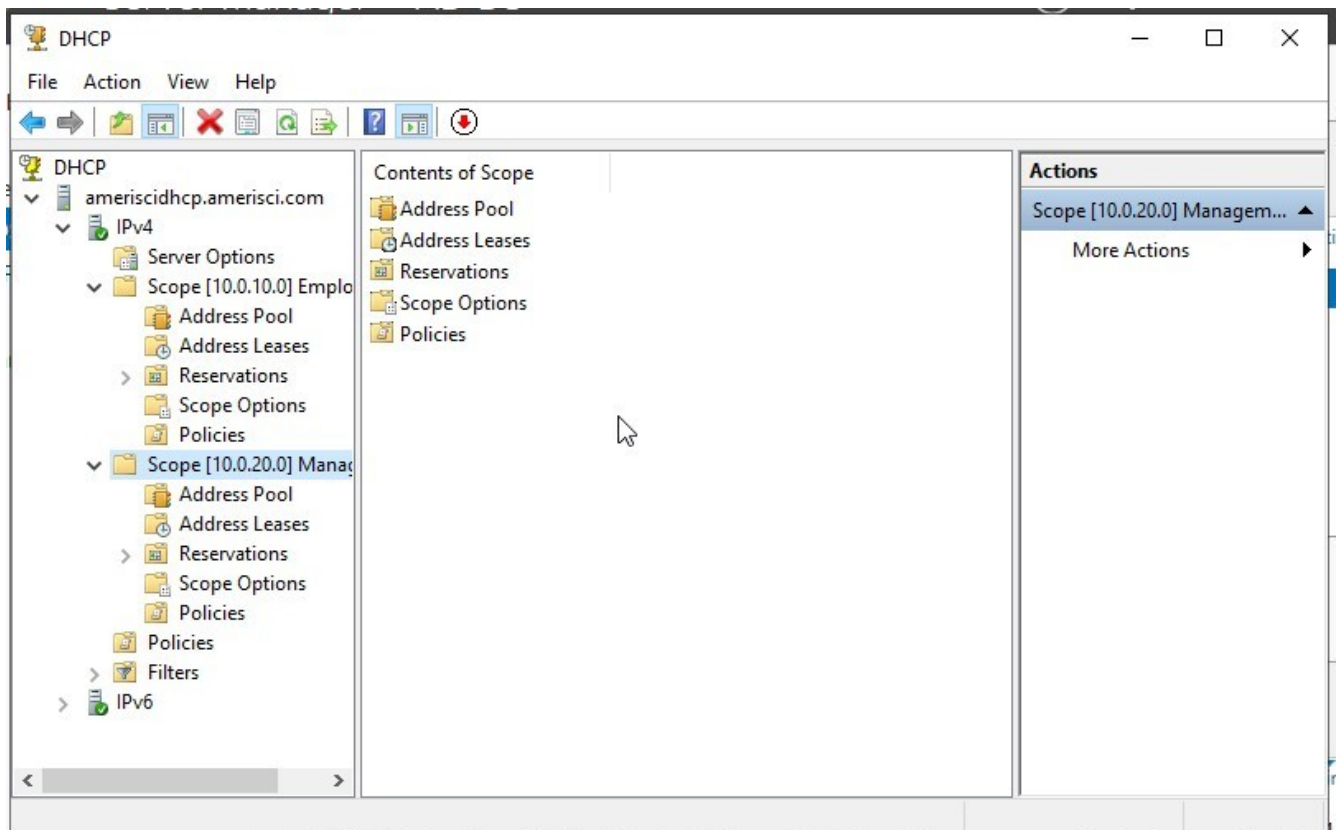 DHCP
File Action View Help
DHCP
ameriscidhcp.amerisci.com
IPv4
Server Options
Scope [10.0.10.0] Emplo
Address Pool
Address Leases
Reservations
Scope Options
Policies
Scope [10.0.20.0] Manag
Address Pool
Address Leases
Reservations
Scope Options
Policies
Policies
Filters
IPv6
Contents of Scope
Address Pool
Address Leases
Reservations
Scope Options
Policies
Actions
Scope [10.0.20.0] Managem...
More Actions